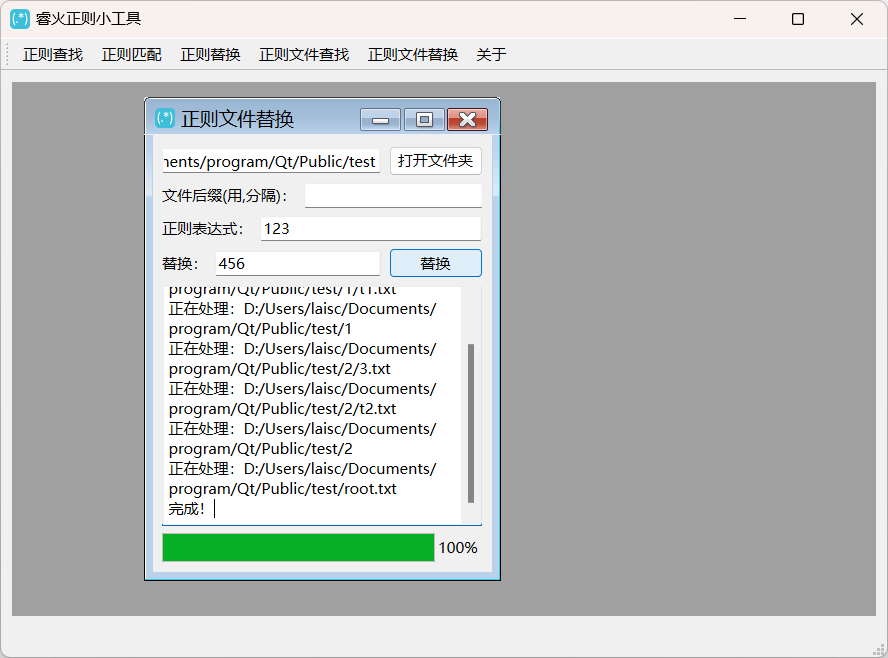 (.*) 睿火正则小工具
正则查找 正则匹配 正则替换 正则文件查找 正则文件替换 关于
(.*) 正则文件替换
nents/program/Qt/Public/test 打开文件夹
文件后缀(用,分隔)：
正则表达式： 123
替换： 456 替换
program/Qt/Public/test/1/t1.txt
正在处理：D:/Users/laisc/Documents/
program/Qt/Public/test/1
正在处理：D:/Users/laisc/Documents/
program/Qt/Public/test/2/3.txt
正在处理：D:/Users/laisc/Documents/
program/Qt/Public/test/2/t2.txt
正在处理：D:/Users/laisc/Documents/
program/Qt/Public/test/2
正在处理：D:/Users/laisc/Documents/
program/Qt/Public/test/root.txt
完成！
100%